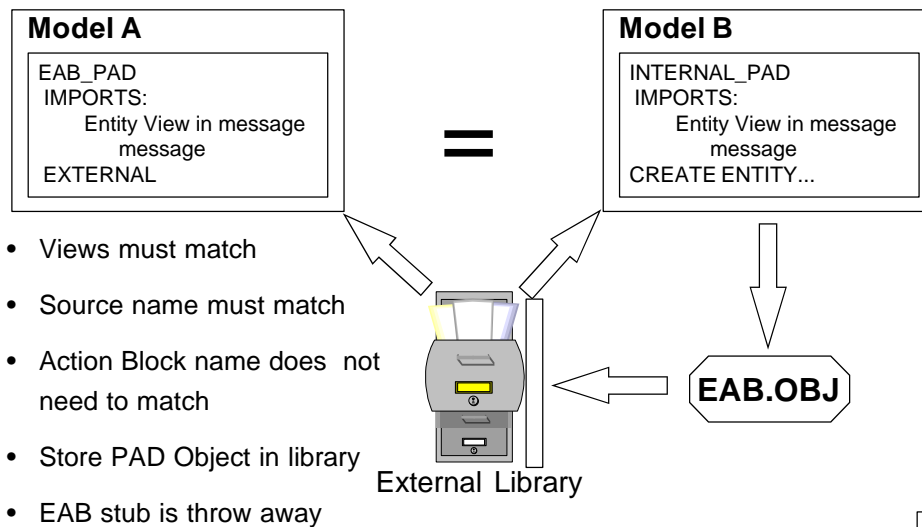 Model A
EAB_PAD
IMPORTS:
Entity View in message
message
EXTERNAL
=
Model B
INTERNAL_PAD
IMPORTS:
Entity View in message
message
CREATE ENTITY...
• Views must match
• Source name must match
• Action Block name does not
need to match
• Store PAD Object in library
• EAB stub is throw away
EAB.OBJ
External Library